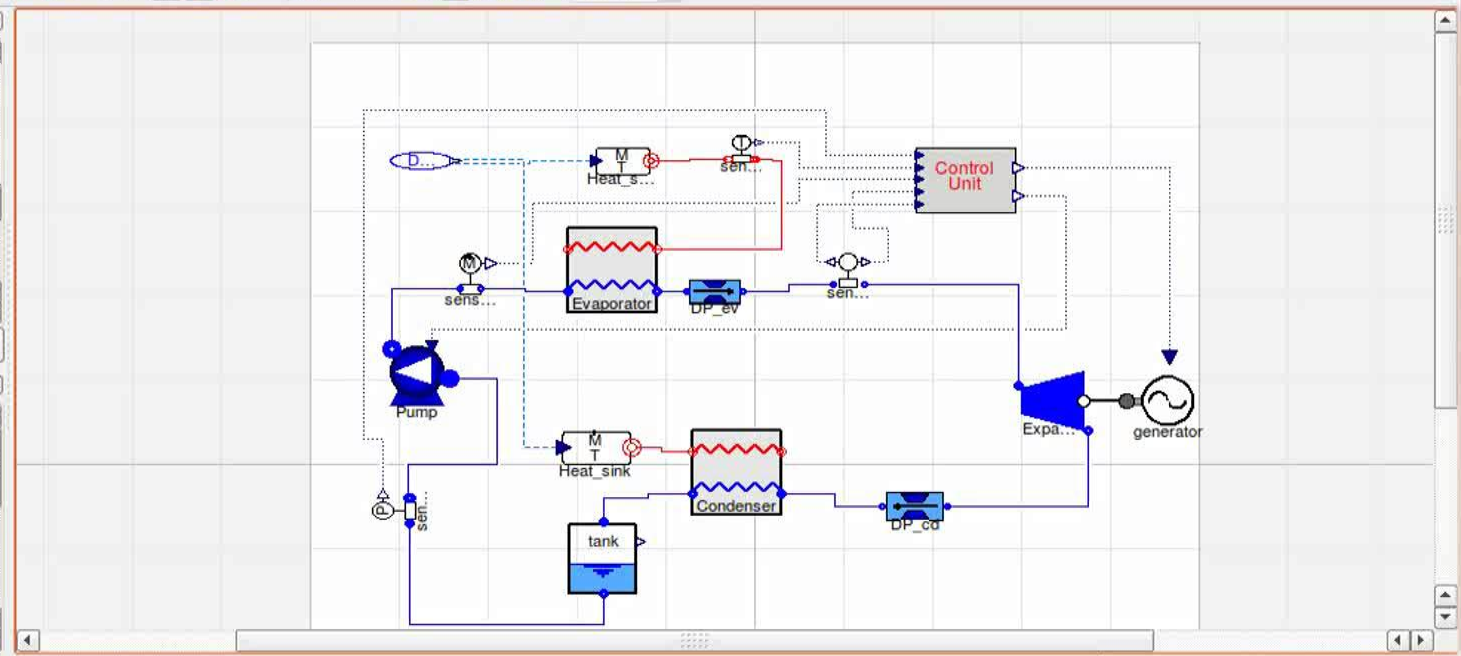 D...
M
T
Heat_s...
T
sen...
Control
Unit
M
sens...
Evaporator
DP_ev
sen...
Pump
Expa...
generator
M
T
Heat_sink
Condenser
P
sen...
DP_cd
tank